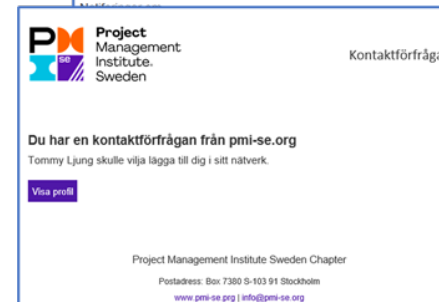 Project
Management
Institute.
Sweden
se
Kontaktförfråga
Du har en kontaktförfrågan från pmi-se.org
Tommy Ljung skulle vilja lägga till dig i sitt nätverk.
Visa profil
Project Management Institute Sweden Chapter
Postadress: Box 7380 S-103 91 Stockholm
www.pmi-se.prg | info@pmi-se.org